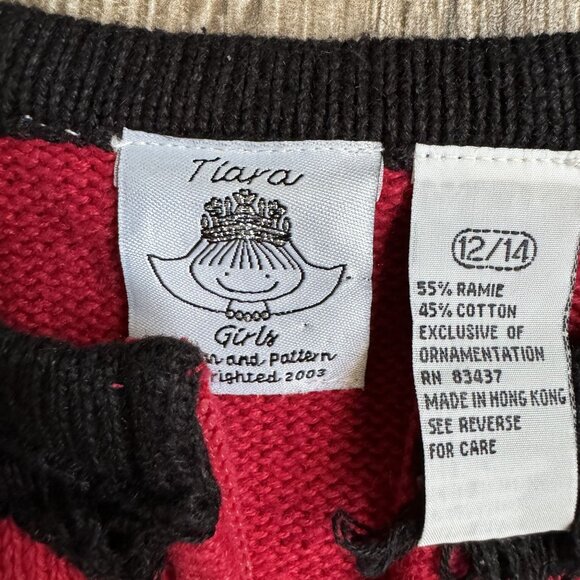 Tiara
Girls
and Pattern
2003
12/14
55% RAMIE
45% COTTON
EXCLUSIVE OF
ORNAMENTATION
RN 83437
MADE IN HONG KONG
SEE REVERSE
FOR CARE